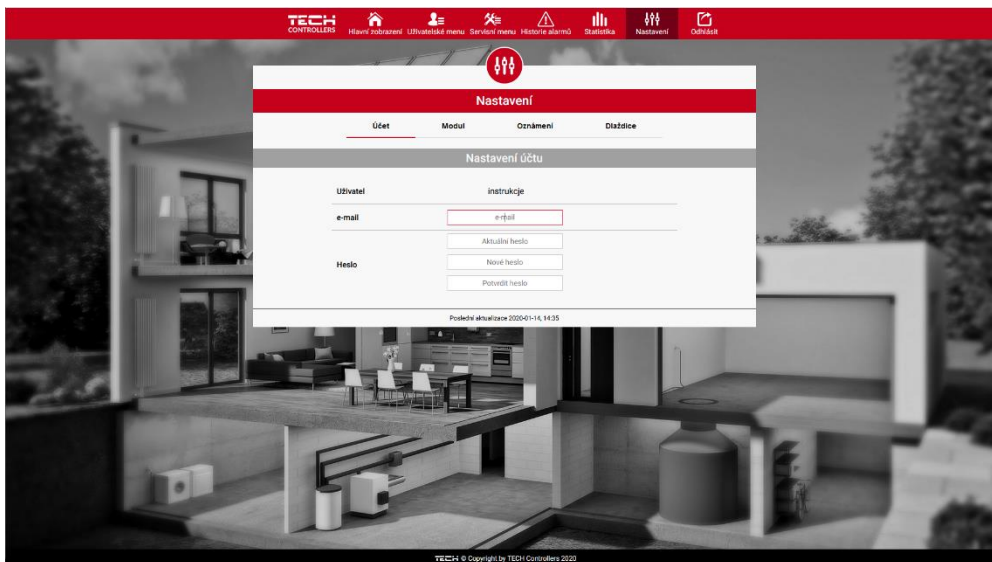 TECH CONTROLLERS
Hlavní zobrazení Uživatelské menu Servisní menu Historie alarmů Statistika Nastavení Odhlásit
Nastavení
Účet Modul Oznámení Dlaždice
Nastavení účtu
Uživatel instrukcje
e-mail e-mail
Aktuální heslo
Heslo Nové heslo
Potvrdit heslo
Poslední aktualizace 2020-01-14, 14:35
TECH © Copyright by TECH Controllers 2020